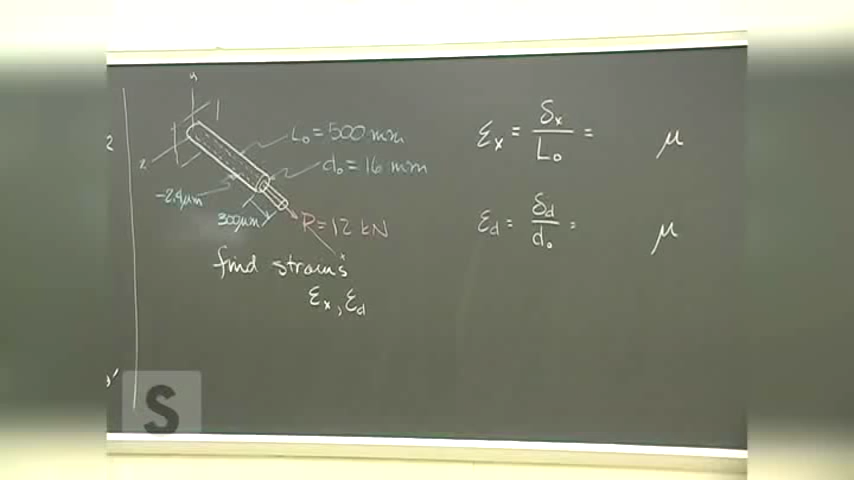 y
z
L₀ = 500 mm
d₀ = 16 mm
-2.4μm
300μm
R = 12 kN
x
find strains
εx, εd
εx = δx / L₀ = μ
εd = δd / d₀ = μ
2
S